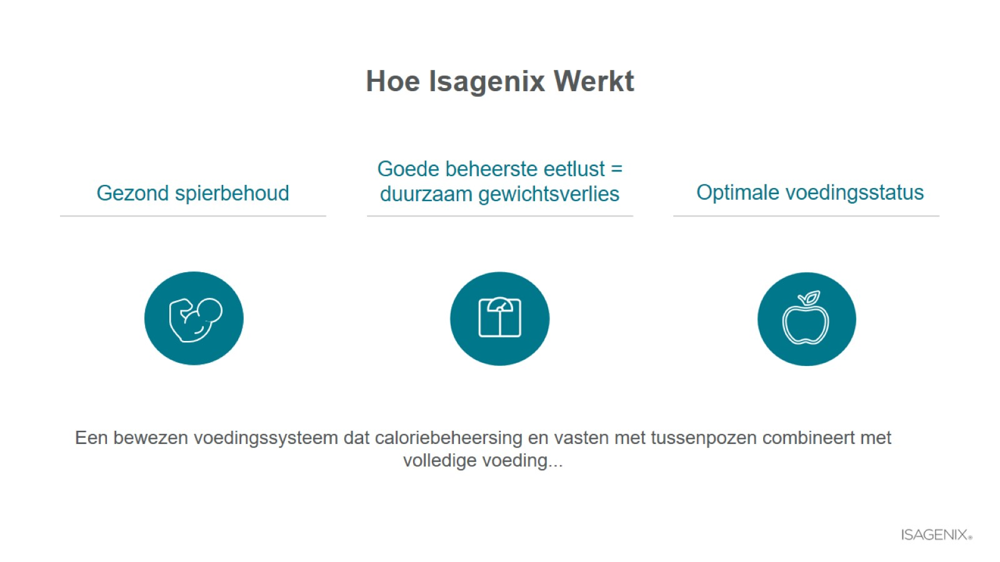 Hoe Isagenix Werkt
Gezond spierbehoud
Goede beheerste eetlust =
duurzaam gewichtsverlies
Optimale voedingsstatus
Een bewezen voedingssysteem dat caloriebeheersing en vasten met tussenpozen combineert met
volledige voeding...
ISAGENIX®